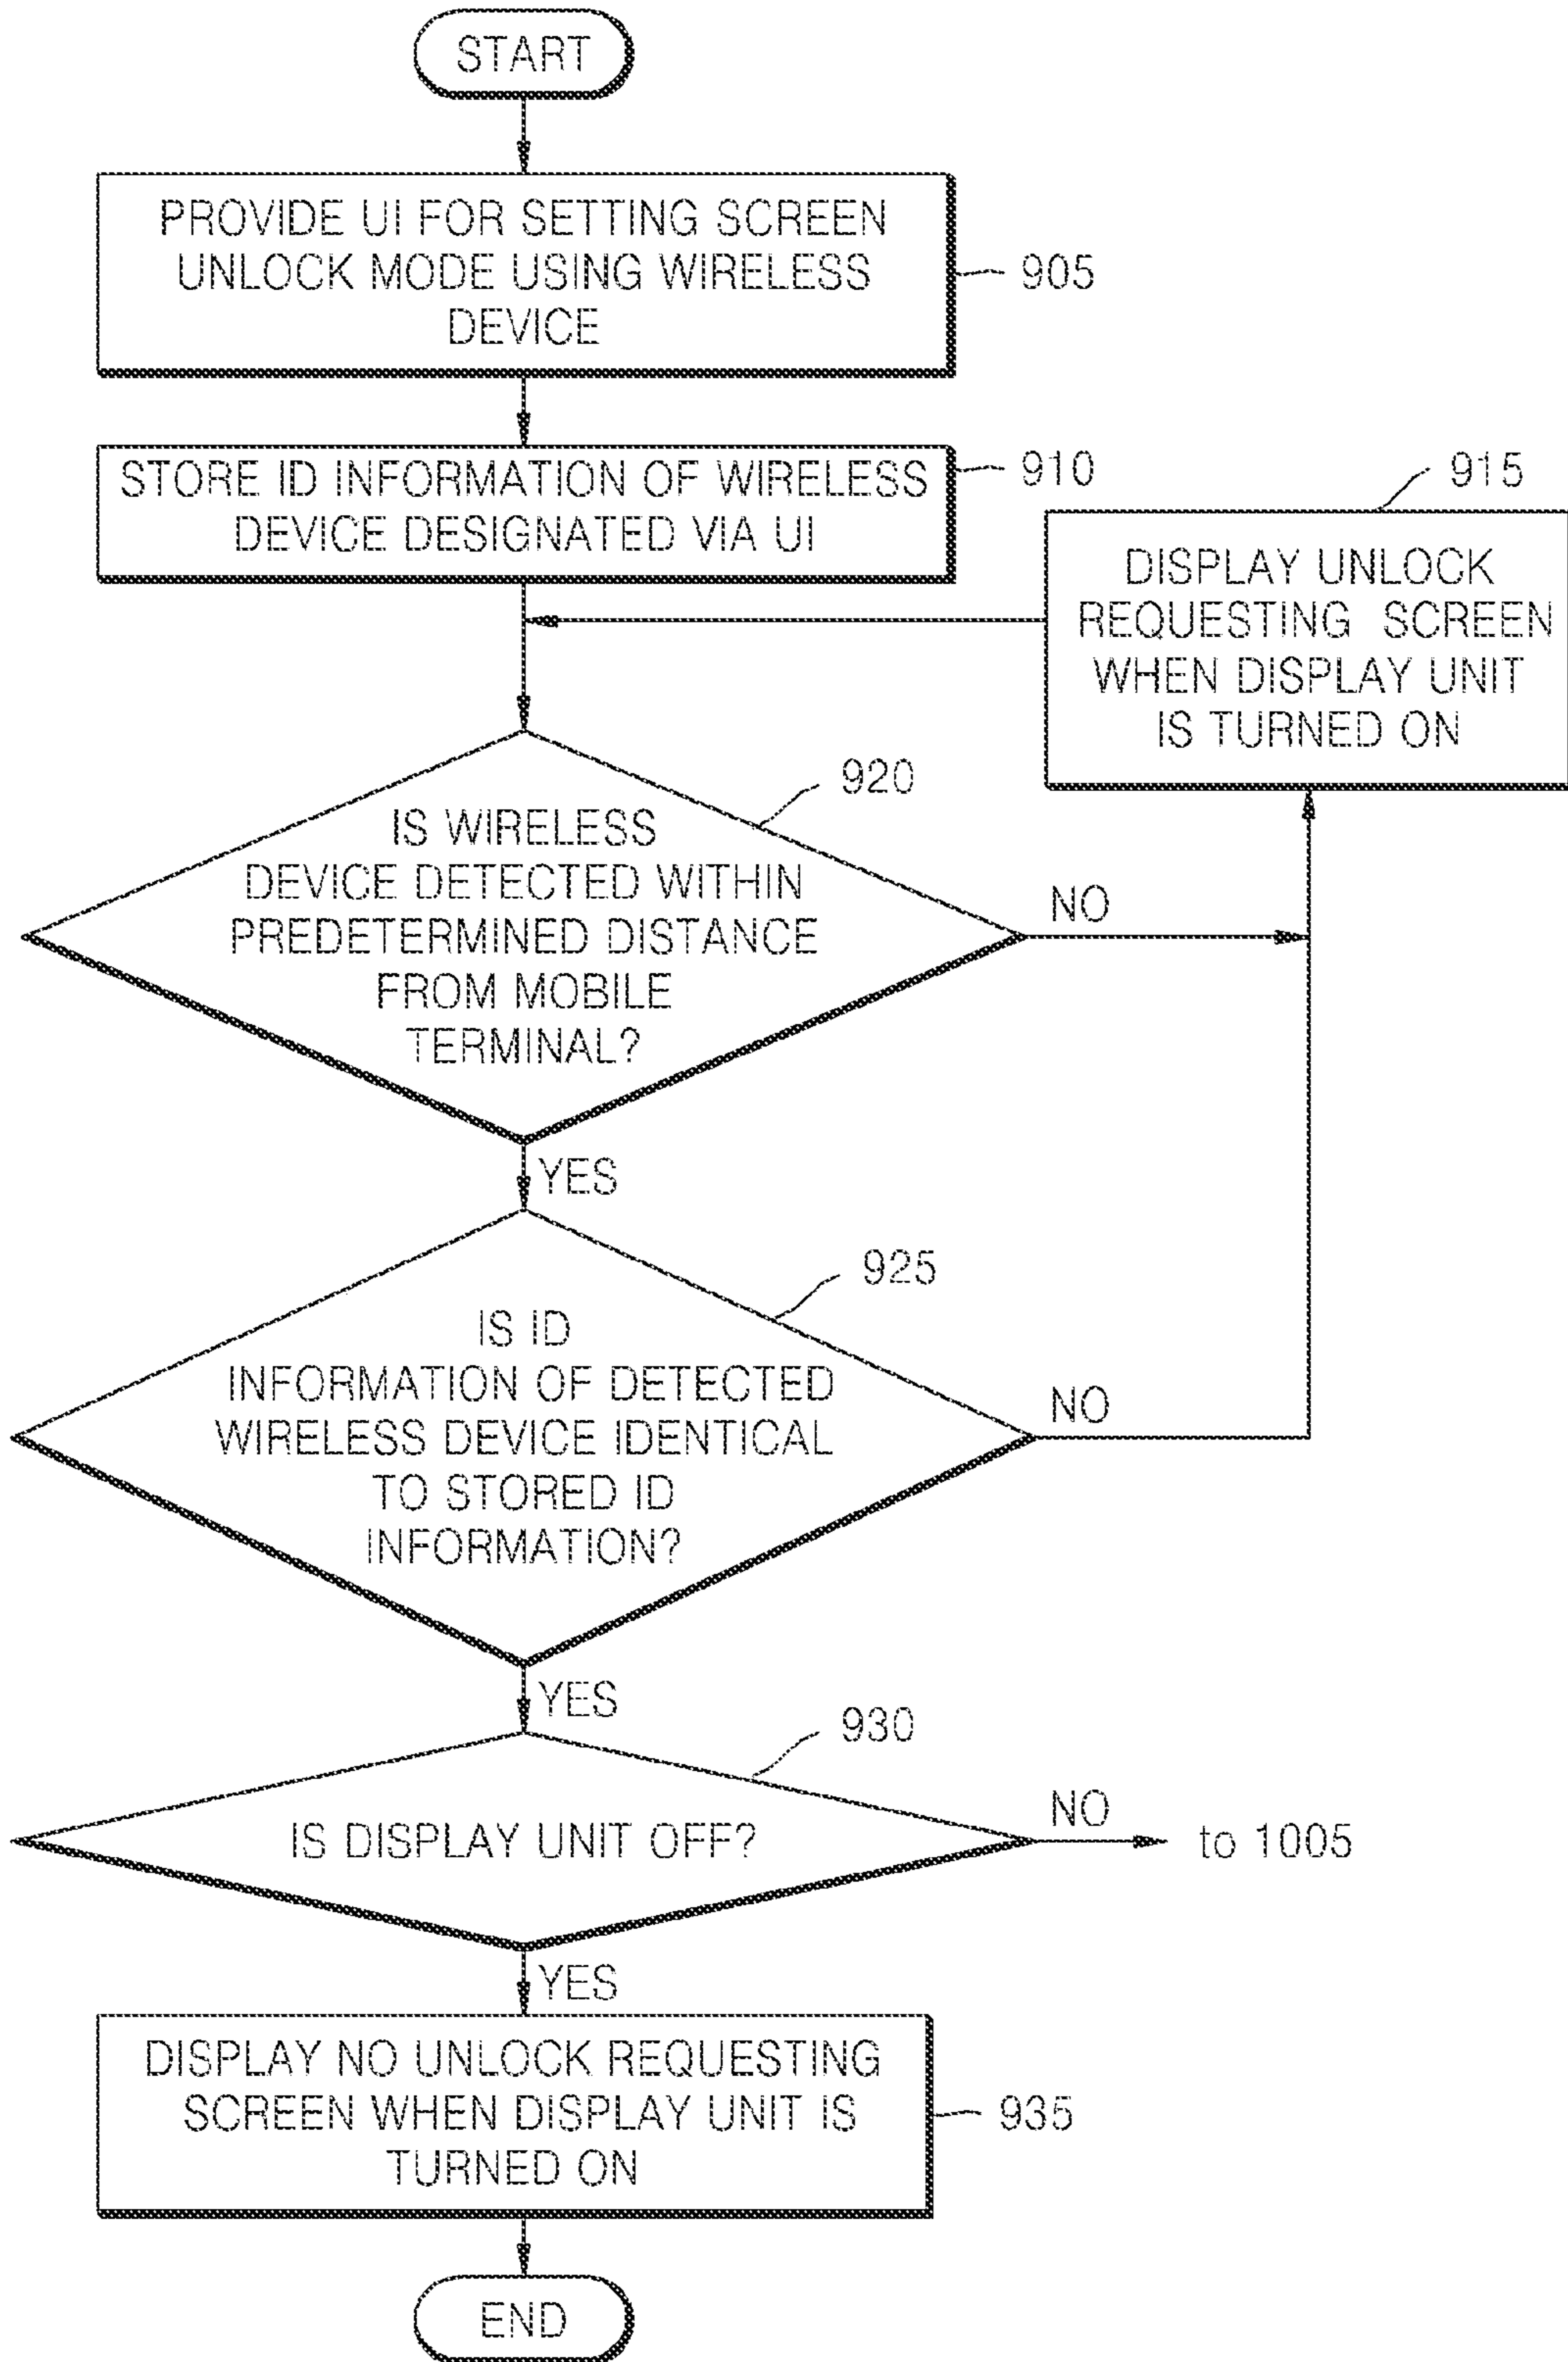 START
PROVIDE UI FOR SETTING SCREEN
UNLOCK MODE USING WIRELESS
DEVICE
905
STORE ID INFORMATION OF WIRELESS
DEVICE DESIGNATED VIA UI
910
915
DISPLAY UNLOCK
REQUESTING SCREEN
WHEN DISPLAY UNIT
IS TURNED ON
920
IS WIRELESS
DEVICE DETECTED WITHIN
PREDETERMINED DISTANCE
FROM MOBILE
TERMINAL?
NO
YES
925
IS ID
INFORMATION OF DETECTED
WIRELESS DEVICE IDENTICAL
TO STORED ID
INFORMATION?
NO
YES
930
IS DISPLAY UNIT OFF?
NO
to 1005
YES
DISPLAY NO UNLOCK REQUESTING
SCREEN WHEN DISPLAY UNIT IS
TURNED ON
935
END